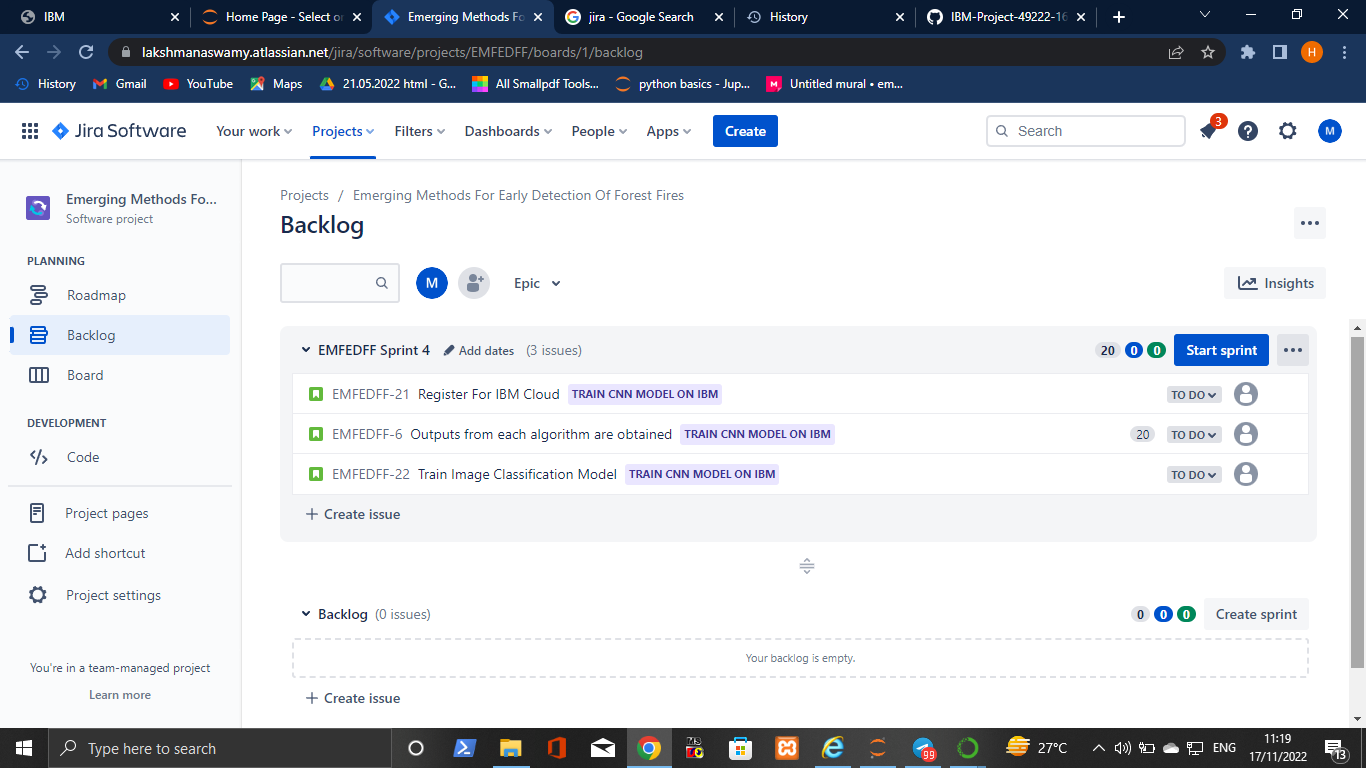 IBM
Home Page - Select or
Emerging Methods Fo
jira - Google Search
History
IBM-Project-49222-16
lakshmanaswamy.atlassian.net/jira/software/projects/EMFEDFF/boards/1/backlog
H
History
Gmail
YouTube
Maps
21.05.2022 html - G...
All Smallpdf Tools...
python basics - Jup...
Untitled mural • em...
Jira Software
Your work
Projects
Filters
Dashboards
People
Apps
Create
Search
3
M
Emerging Methods Fo...
Software project
PLANNING
Roadmap
Backlog
Board
DEVELOPMENT
Code
Project pages
Add shortcut
Project settings
You're in a team-managed project
Learn more
Projects / Emerging Methods For Early Detection Of Forest Fires
Backlog
M
Epic
Insights
EMFEDFF Sprint 4 Add dates (3 issues) 20 0 0 Start sprint
EMFEDFF-21 Register For IBM Cloud TRAIN CNN MODEL ON IBM TO DO
EMFEDFF-6 Outputs from each algorithm are obtained TRAIN CNN MODEL ON IBM 20 TO DO
EMFEDFF-22 Train Image Classification Model TRAIN CNN MODEL ON IBM TO DO
+ Create issue
Backlog (0 issues) 0 0 0 Create sprint
Your backlog is empty.
+ Create issue
Type here to search
99
27°C
ENG
11:19
17/11/2022
13